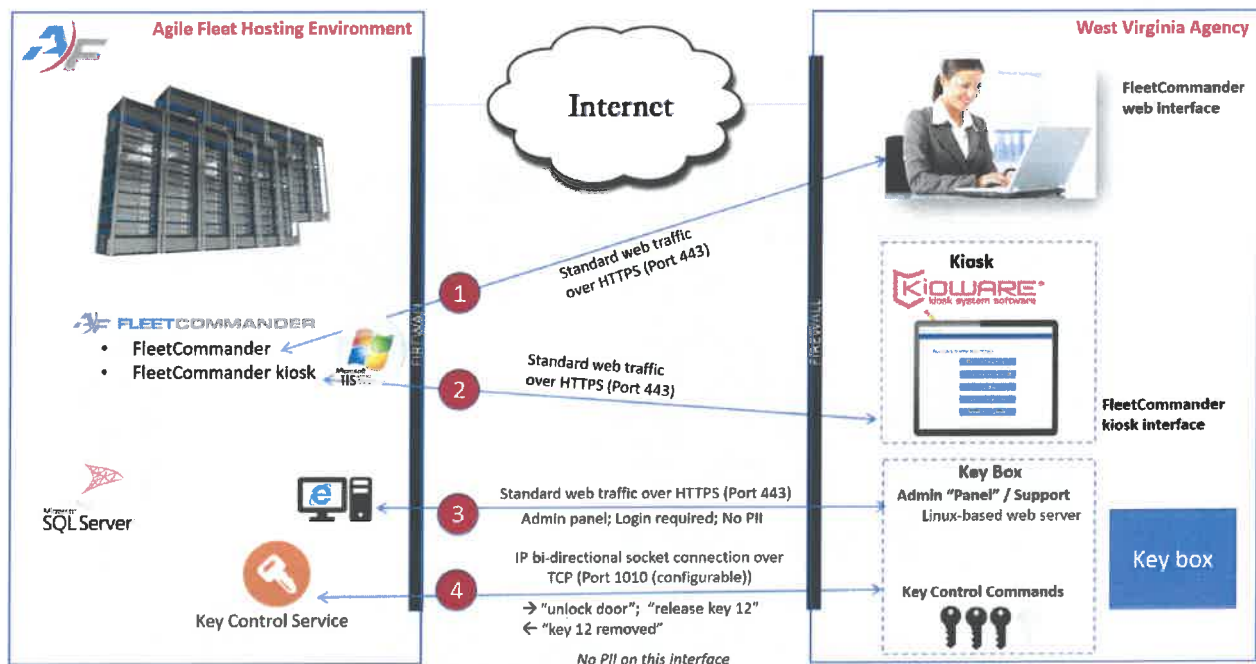 AF
Agile Fleet Hosting Environment
West Virginia Agency
Internet
FleetCommander
web interface
Standard web traffic
over HTTPS (Port 443)
1
Kiosk
KiOWARE
kiosk system software
AF FLEETCOMMANDER
• FleetCommander
• FleetCommander kiosk
Microsoft
IIS
FIREWALL
FIREWALL
Standard web traffic
over HTTPS (Port 443)
2
FleetCommander
kiosk interface
Microsoft
SQL Server
3
Standard web traffic over HTTPS (Port 443)
Admin panel; Login required; No PII
Key Box
Admin "Panel" / Support
Linux-based web server
Key box
Key Control Service
4
IP bi-directional socket connection over
TCP (Port 1010 (configurable))
→ "unlock door"; "release key 12"
← "key 12 removed"
No PII on this interface
Key Control Commands